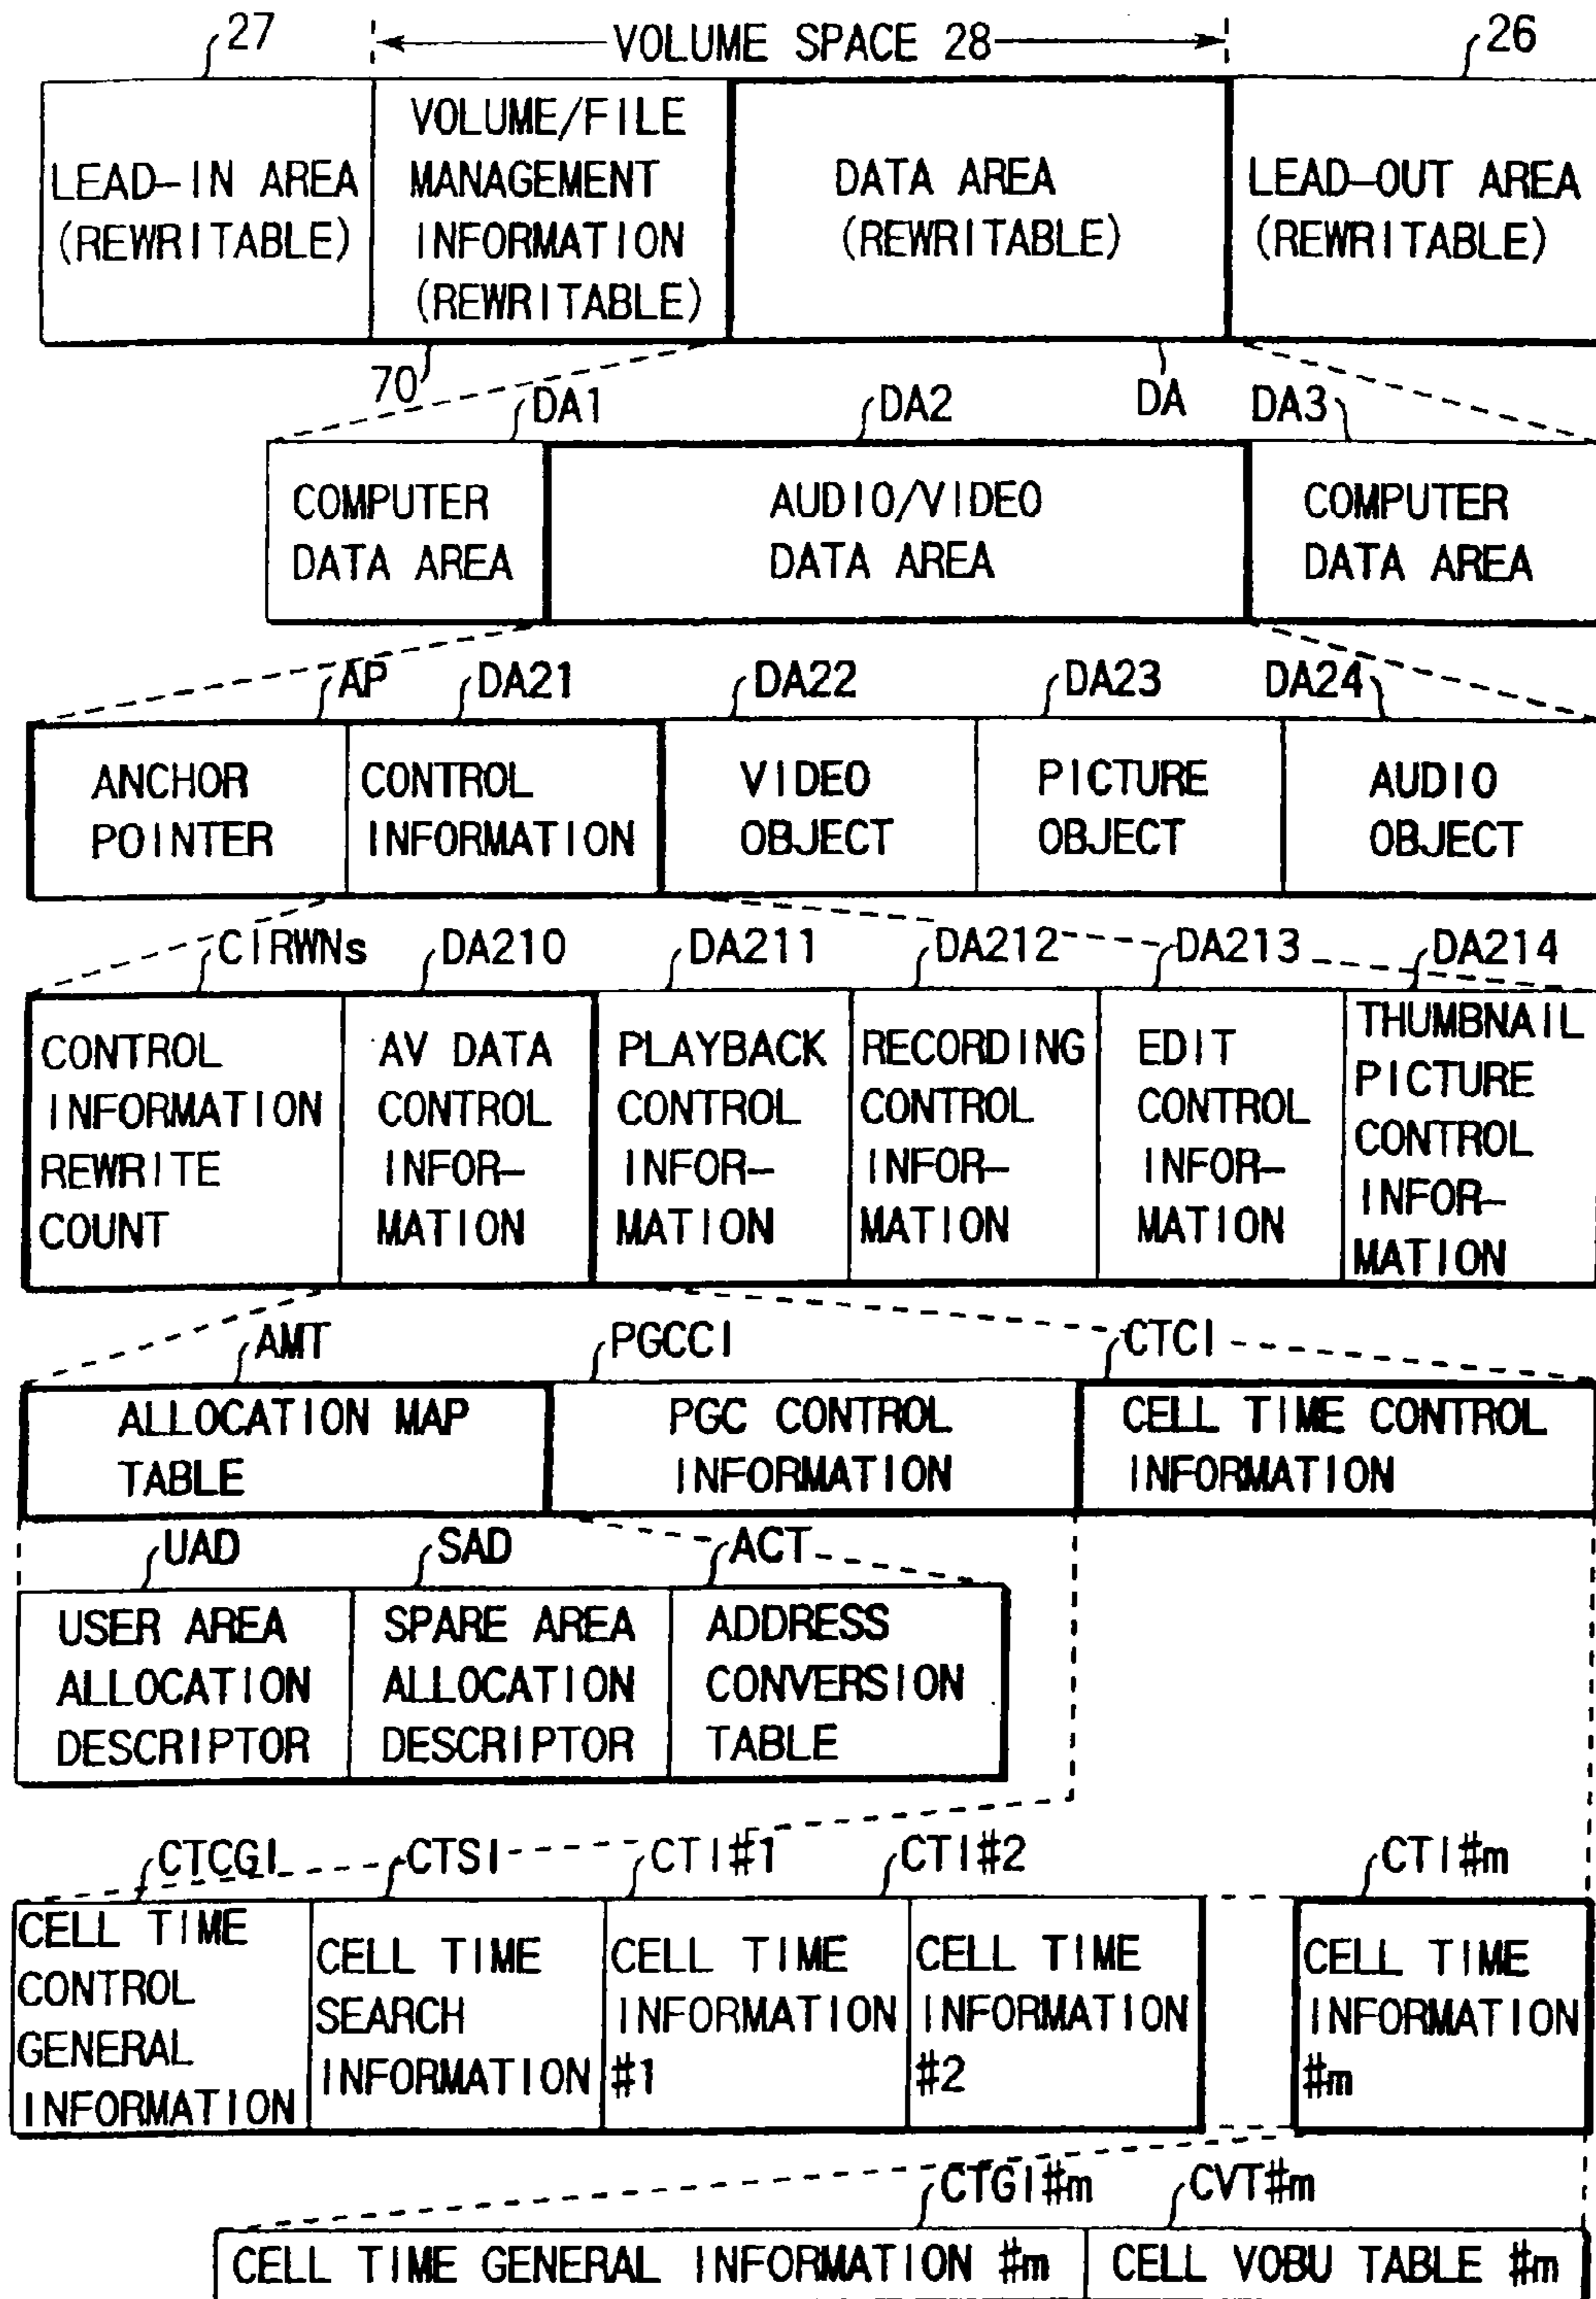 27
VOLUME SPACE 28
26
LEAD-IN AREA
(REWRITABLE)
VOLUME/FILE
MANAGEMENT
INFORMATION
(REWRITABLE)
DATA AREA
(REWRITABLE)
LEAD-OUT AREA
(REWRITABLE)
70
DA1
DA2
DA
DA3
COMPUTER
DATA AREA
AUDIO/VIDEO
DATA AREA
COMPUTER
DATA AREA
AP
DA21
DA22
DA23
DA24
ANCHOR
POINTER
CONTROL
INFORMATION
VIDEO
OBJECT
PICTURE
OBJECT
AUDIO
OBJECT
CIRWNs
DA210
DA211
DA212
DA213
DA214
CONTROL
INFORMATION
REWRITE
COUNT
AV DATA
CONTROL
INFOR-
MATION
PLAYBACK
CONTROL
INFOR-
MATION
RECORDING
CONTROL
INFOR-
MATION
EDIT
CONTROL
INFOR-
MATION
THUMBNAIL
PICTURE
CONTROL
INFOR-
MATION
AMT
PGCCI
CTCI
ALLOCATION MAP
TABLE
PGC CONTROL
INFORMATION
CELL TIME CONTROL
INFORMATION
UAD
SAD
ACT
USER AREA
ALLOCATION
DESCRIPTOR
SPARE AREA
ALLOCATION
DESCRIPTOR
ADDRESS
CONVERSION
TABLE
CTCGI
CTSI
CTI#1
CTI#2
CTI#m
CELL TIME
CONTROL
GENERAL
INFORMATION
CELL TIME
SEARCH
INFORMATION
CELL TIME
INFORMATION
#1
CELL TIME
INFORMATION
#2
CELL TIME
INFORMATION
#m
CTGI#m
CVT#m
CELL TIME GENERAL INFORMATION #m
CELL VOBU TABLE #m